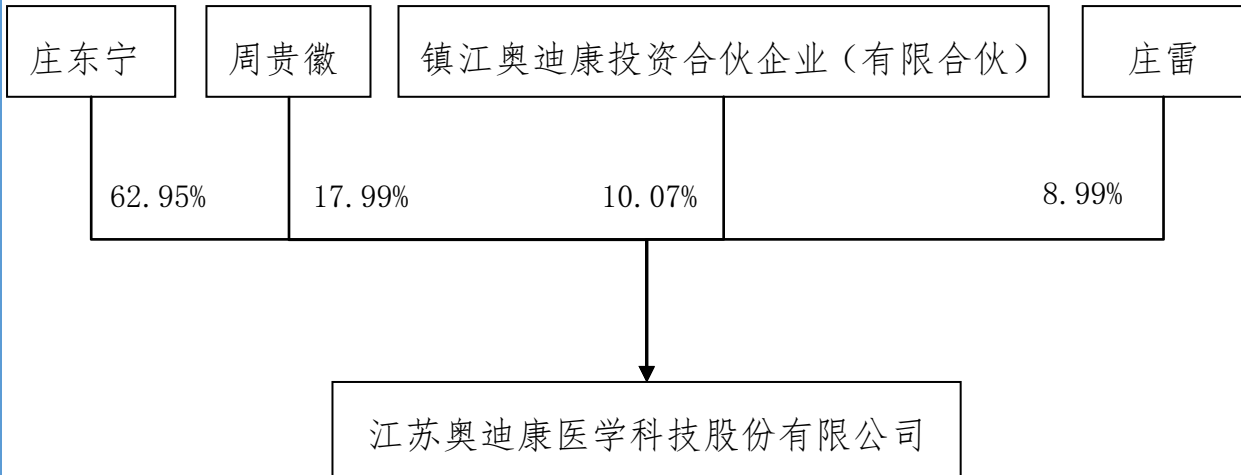 庄东宁
周贵徽
镇江奥迪康投资合伙企业（有限合伙）
庄雷
62.95%
17.99%
10.07%
8.99%
江苏奥迪康医学科技股份有限公司